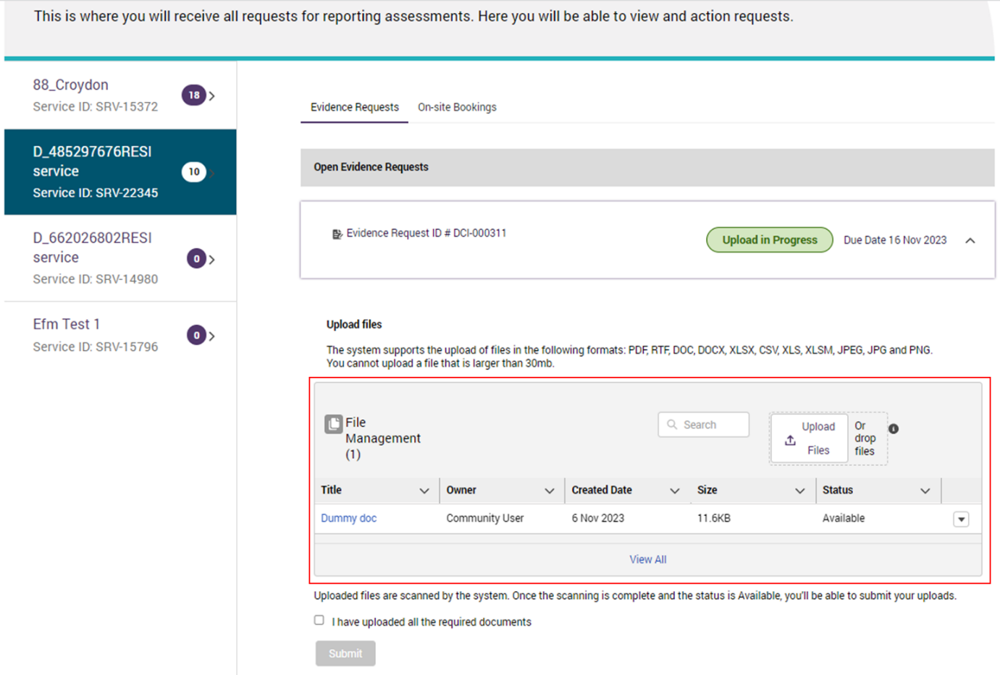 This is where you will receive all requests for reporting assessments. Here you will be able to view and action requests.
88_Croydon
Service ID: SRV-15372
18
D_485297676RESI
service
Service ID: SRV-22345
10
D_662026802RESI
service
Service ID: SRV-14980
0
Efm Test 1
Service ID: SRV-15796
0
Evidence Requests On-site Bookings
Open Evidence Requests
Evidence Request ID # DCI-000311 Upload in Progress Due Date 16 Nov 2023
Upload files
The system supports the upload of files in the following formats: PDF, RTF, DOC, DOCX, XLSX, CSV, XLS, XLSM, JPEG, JPG and PNG.
You cannot upload a file that is larger than 30mb.
File
Management
(1)
Search
Upload
Files
Or
drop
files
Title Owner Created Date Size Status
Dummy doc Community User 6 Nov 2023 11.6KB Available
View All
Uploaded files are scanned by the system. Once the scanning is complete and the status is Available, you'll be able to submit your uploads.
I have uploaded all the required documents
Submit